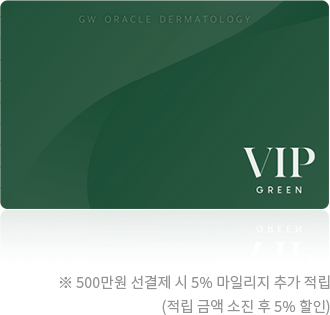 GW ORACLE DERMATOLOGY
VIP
GREEN
※ 500만원 선결제 시 5% 마일리지 추가 적립
(적립 금액 소진 후 5% 할인)